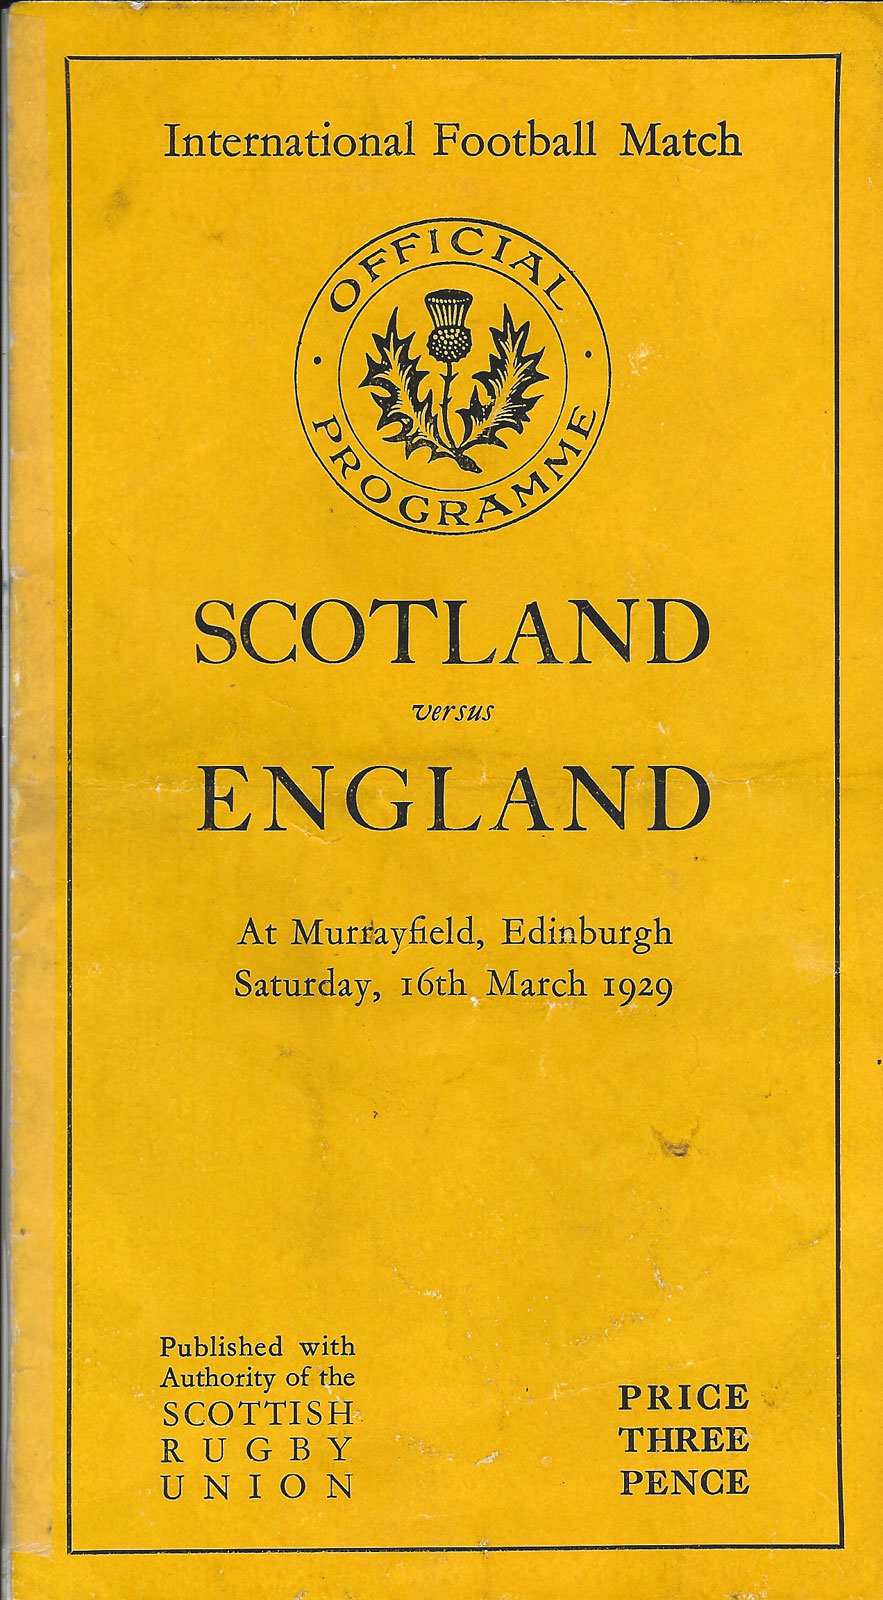 International Football Match
OFFICIAL
PROGRAMME
SCOTLAND
versus
ENGLAND
At Murrayfield, Edinburgh
Saturday, 16th March 1929
Published with
Authority of the
SCOTTISH
RUGBY
UNION
PRICE
THREE
PENCE